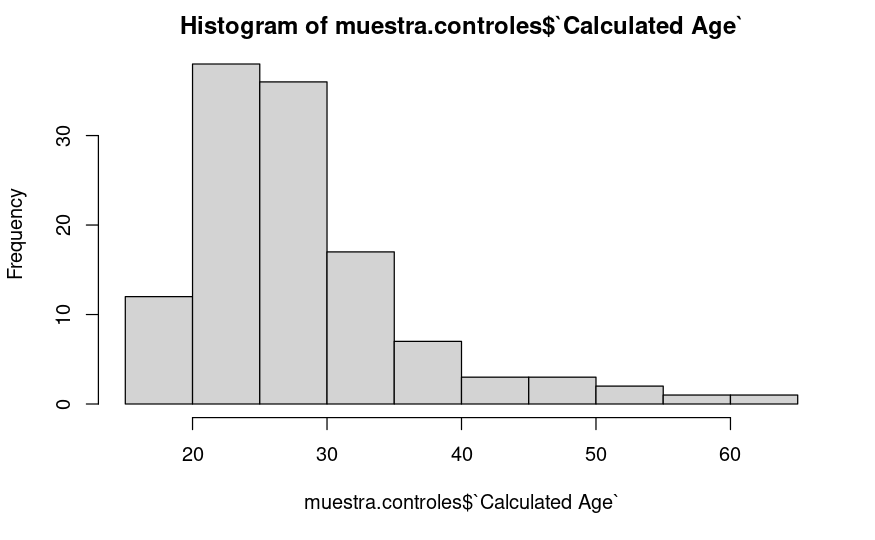 Histogram of muestra.controles$`Calculated Age`
Frequency
30
20
10
0
20 30 40 50 60
muestra.controles$`Calculated Age`